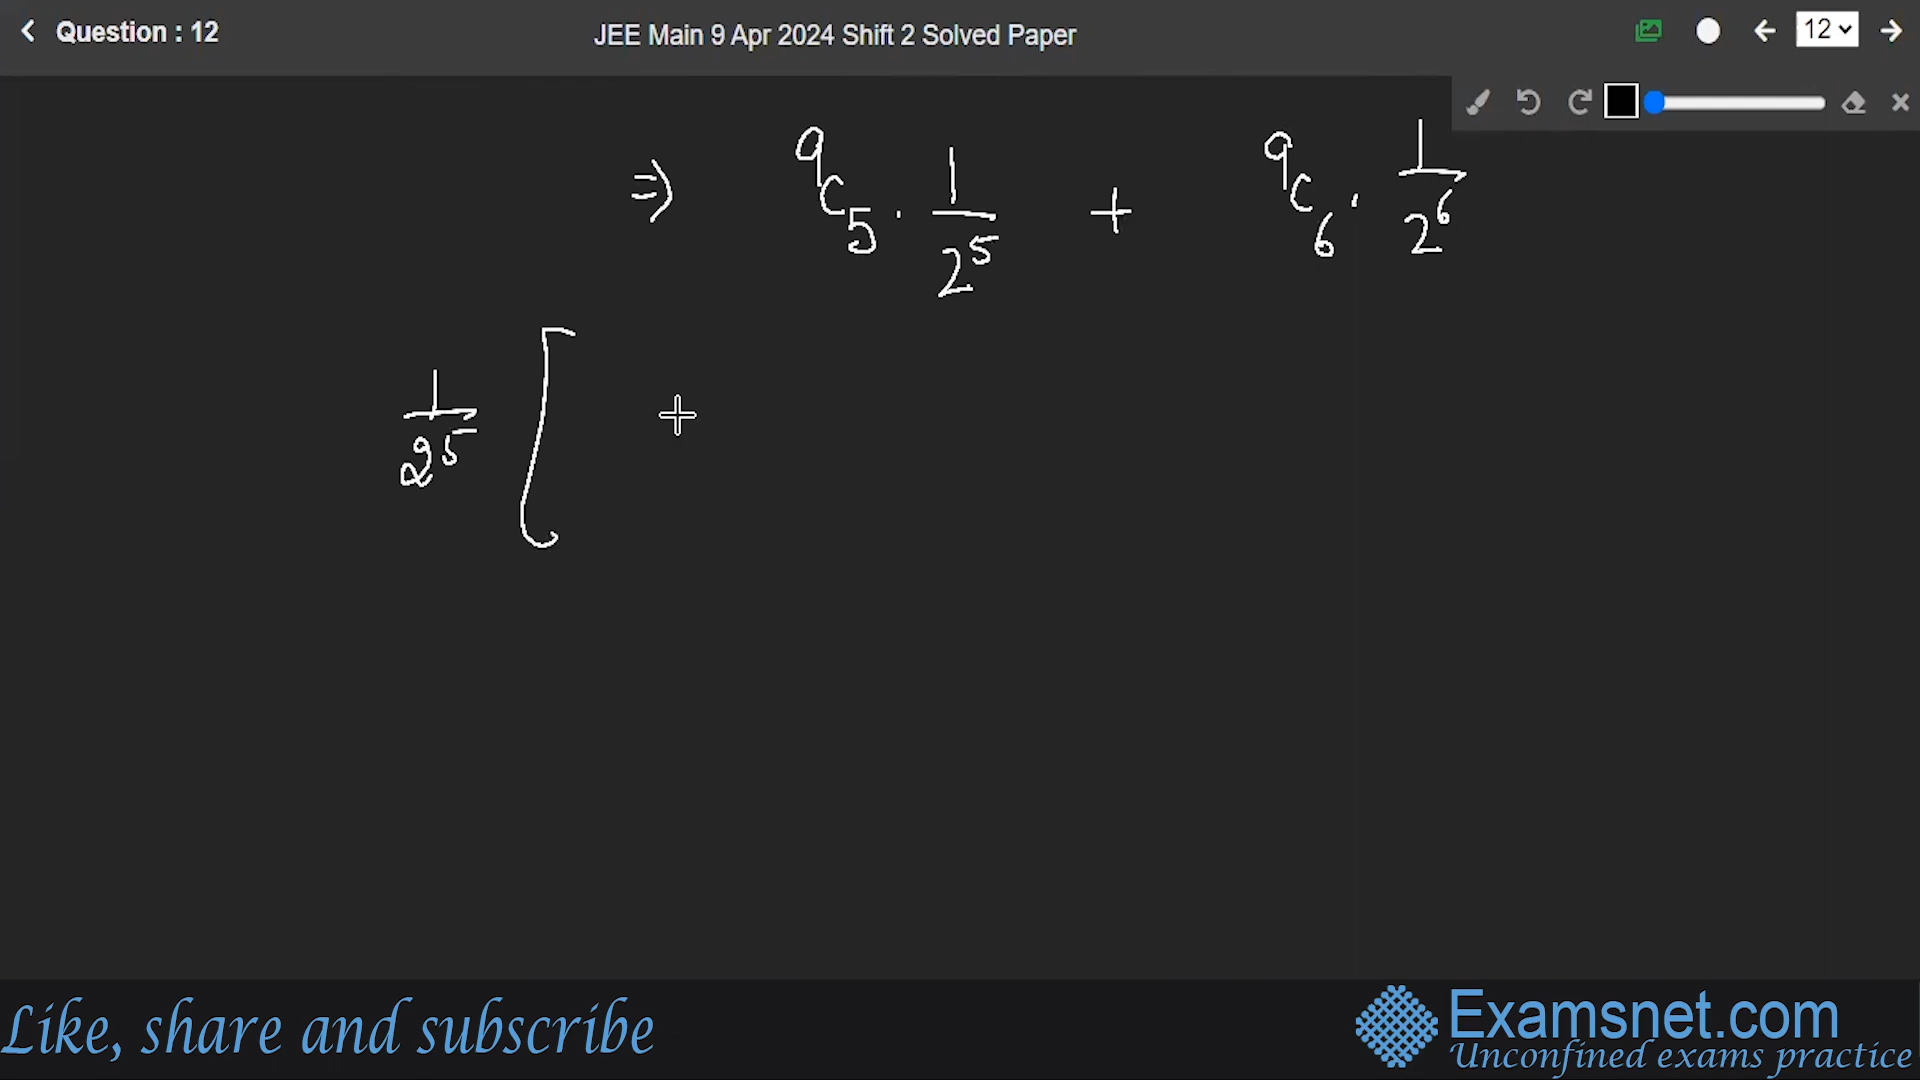 Question : 12
JEE Main 9 Apr 2024 Shift 2 Solved Paper
12
⇒ ⁹C₅ · 1/2⁵ + ⁹C₆ · 1/2⁶
1/2⁵ [
Like, share and subscribe
Examsnet.com
Unconfined exams practice